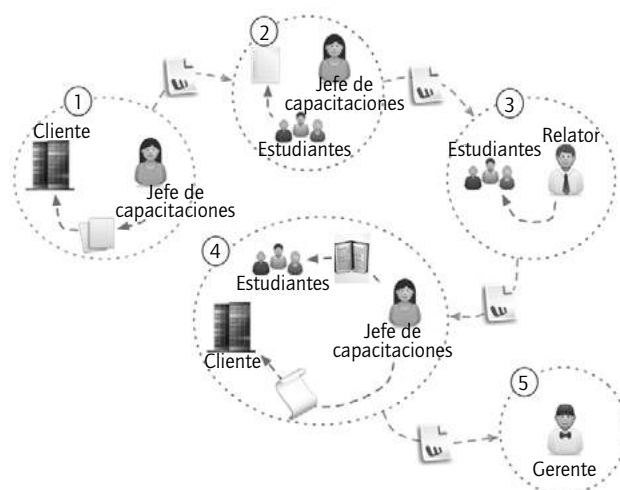 1
Cliente
Jefe de
capacitaciones
2
Jefe de
capacitaciones
Estudiantes
3
Relator
Estudiantes
4
Estudiantes
Jefe de
capacitaciones
Cliente
5
Gerente